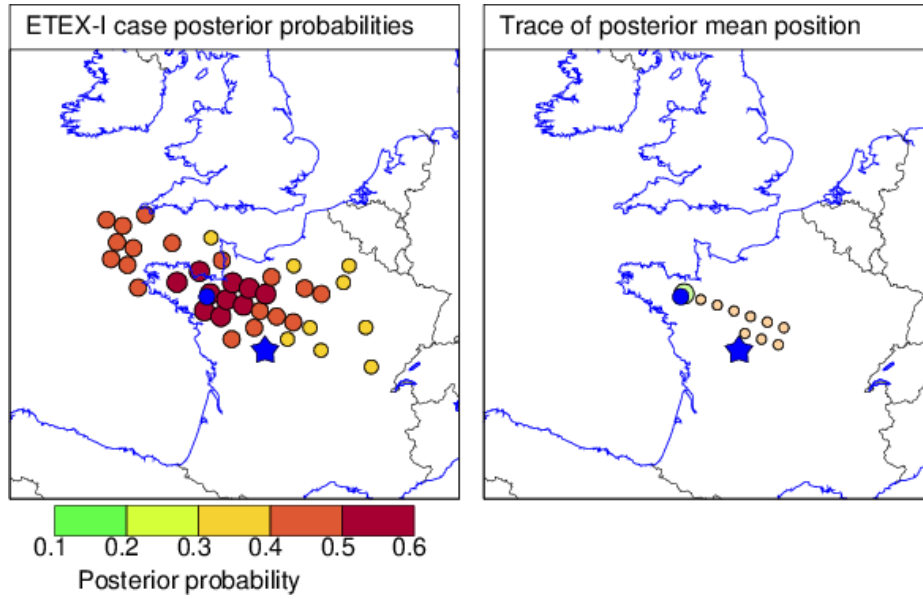 ETEX-I case posterior probabilities
Trace of posterior mean position
0.1 0.2 0.3 0.4 0.5 0.6
Posterior probability